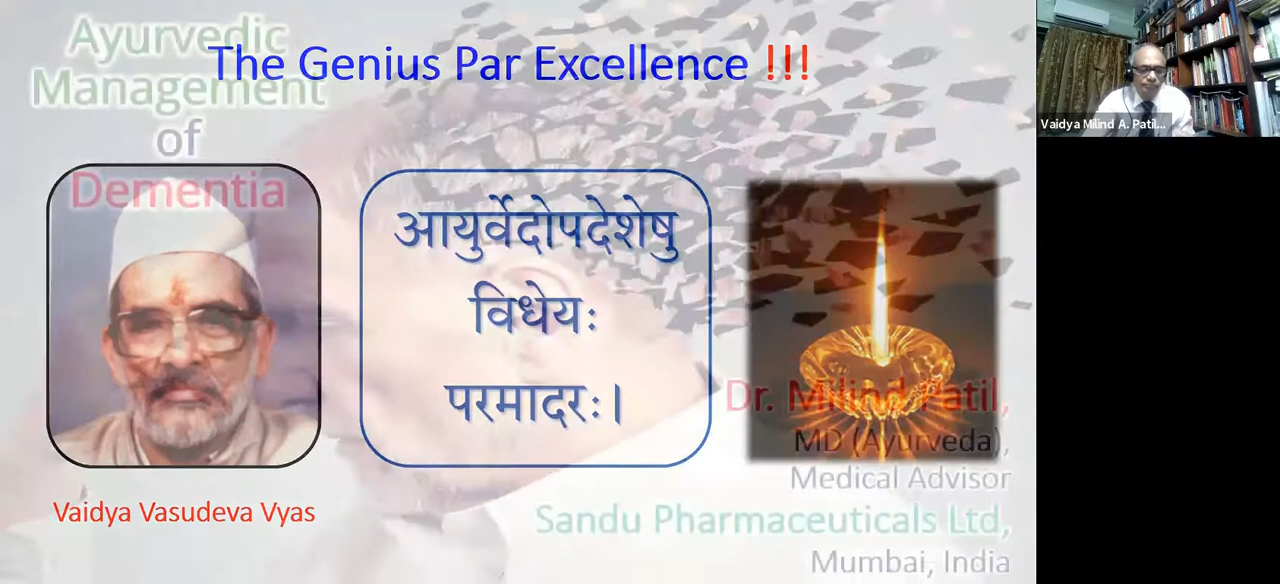 Ayurvedic
The Genius Par Excellence !!!
Management
of
Dementia
आयुर्वेदोपदेशेषु
विधेयः
परमादरः।
Dr. Milind Patil,
MD (Ayurveda),
Medical Advisor
Vaidya Vasudeva Vyas
Sandu Pharmaceuticals Ltd,
Mumbai, India
Vaidya Milind A. Patil...